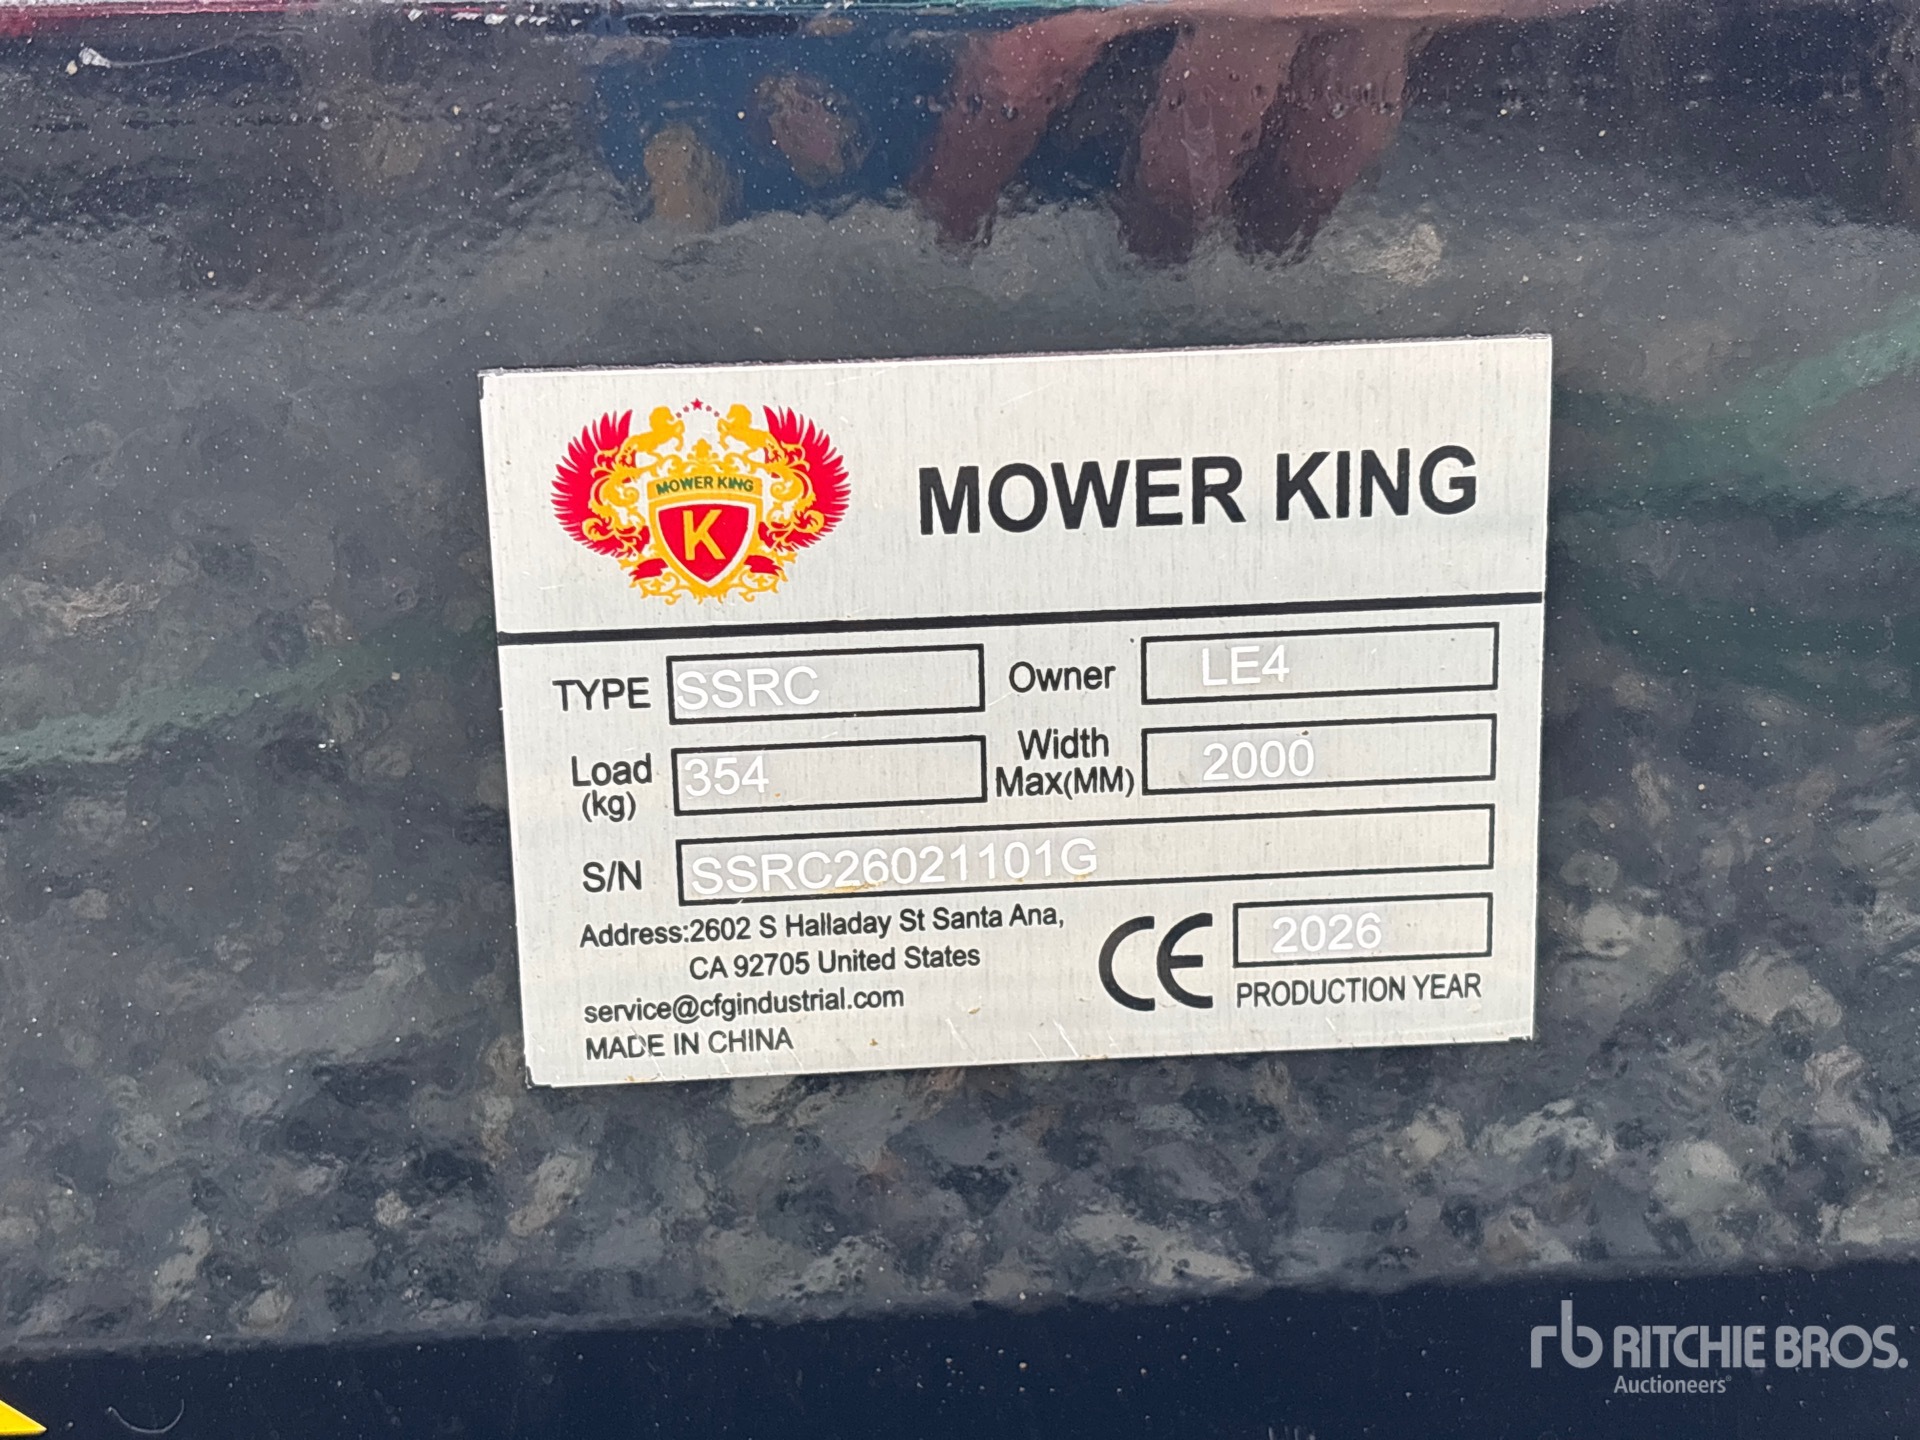 MOWER KING
K
MOWER KING
TYPE SSRC Owner LE4
Load (kg) 354 Width Max(MM) 2000
S/N SSRC26021101G
Address:2602 S Halladay St Santa Ana,
CA 92705 United States
service@cfgindustrial.com
MADE IN CHINA
CE 2026
PRODUCTION YEAR
rb RITCHIE BROS.
Auctioneers